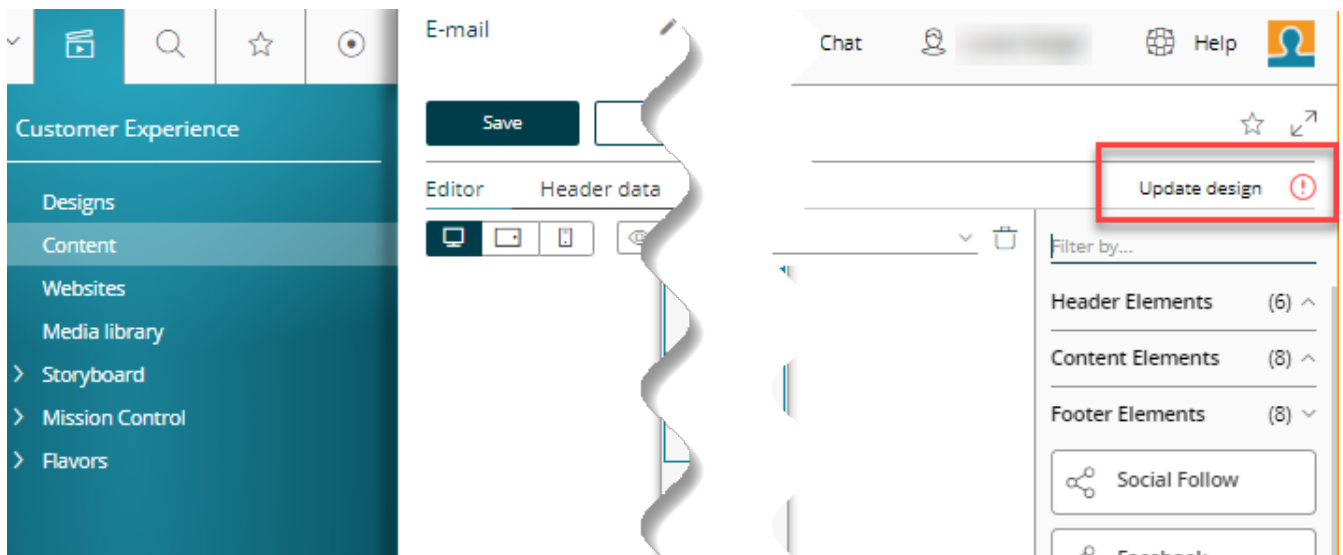 E-mail
Chat
Help
Customer Experience
Save
Update design
Designs
Editor Header data
Content
Filter by...
Websites
Header Elements (6)
Media library
Content Elements (8)
Storyboard
Mission Control
Footer Elements (8)
Flavors
Social Follow